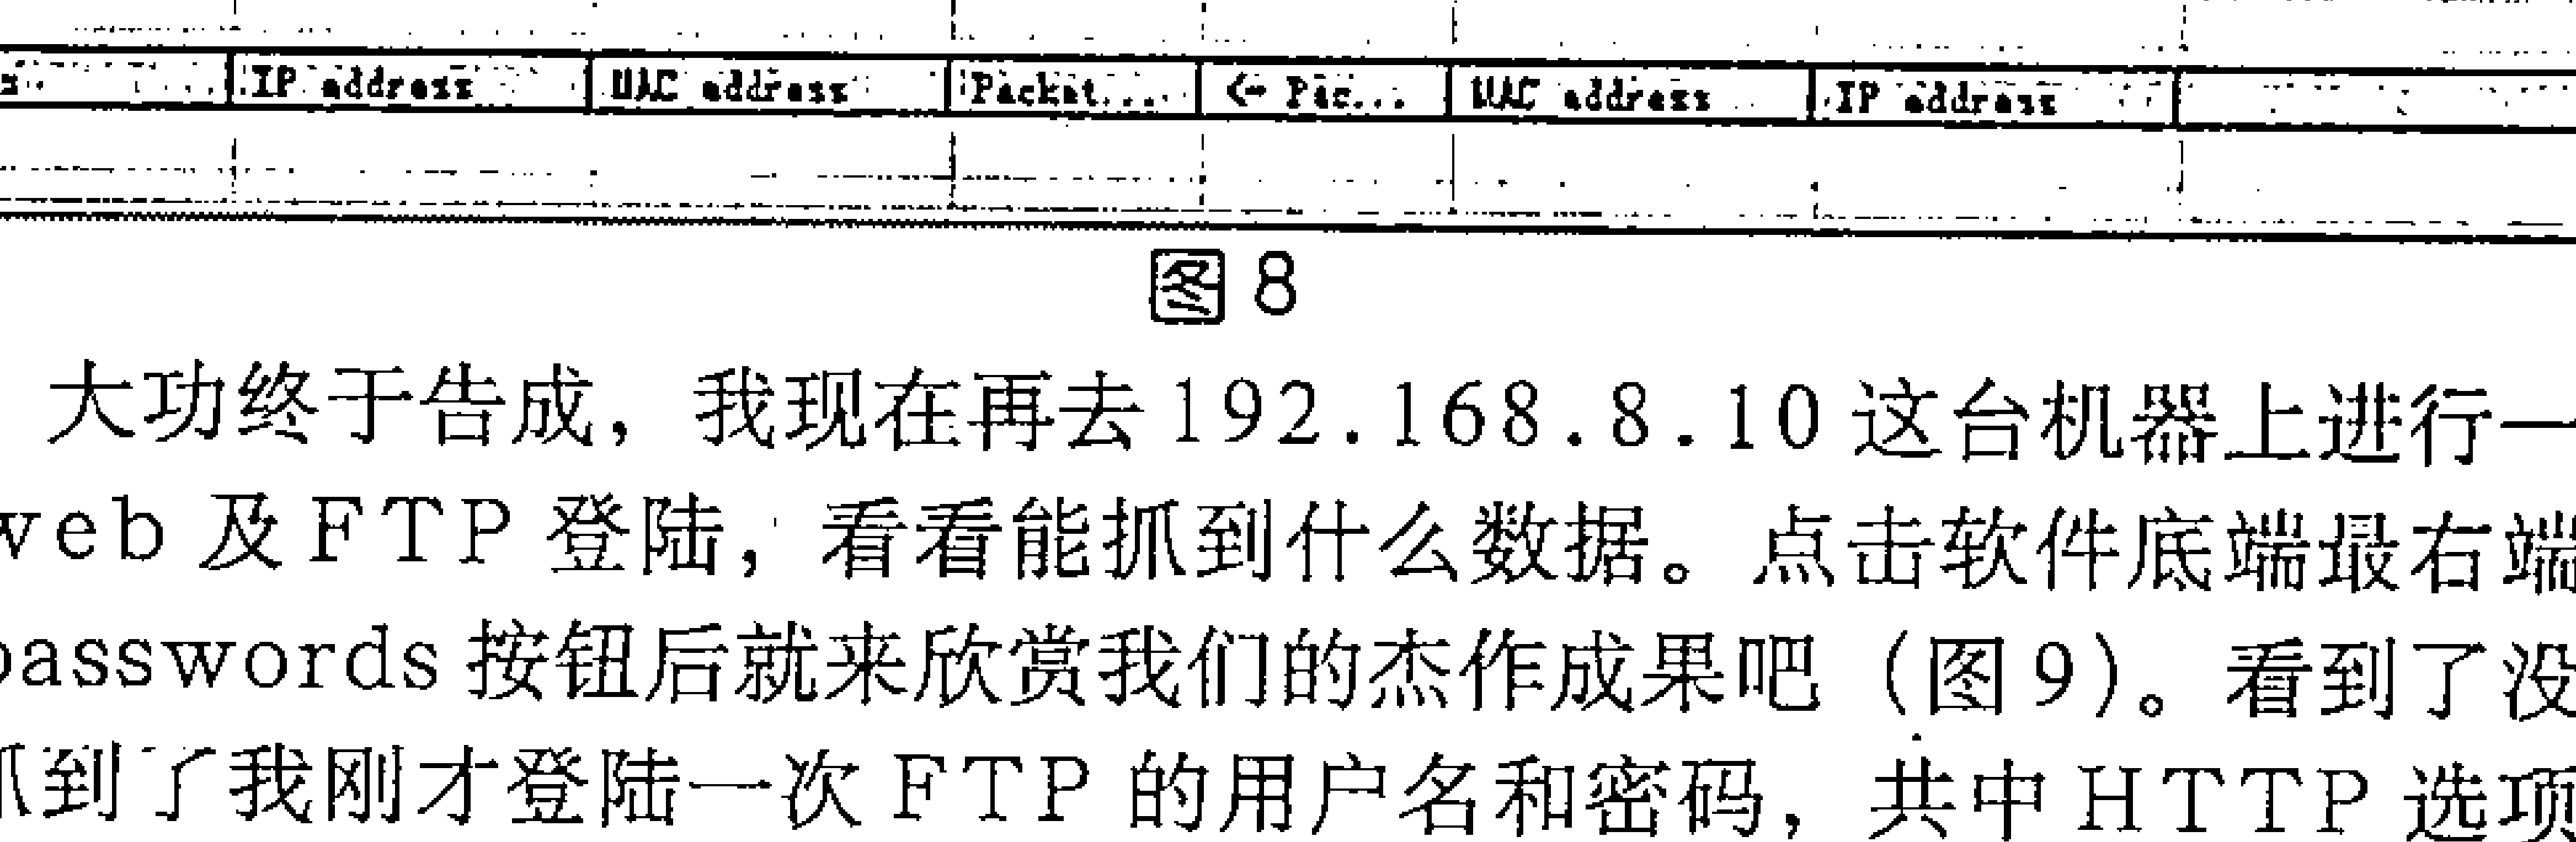 IP address MAC address Packet... <- Pac... MAC address IP address
图8
大功终于告成，我现在再去192.168.8.10这台机器上进行一
web及FTP登陆，看看能抓到什么数据。点击软件底端最右端
passwords按钮后就来欣赏我们的杰作成果吧（图9）。看到了没
抓到了我刚才登陆一次FTP的用户名和密码，共中HTTP选项